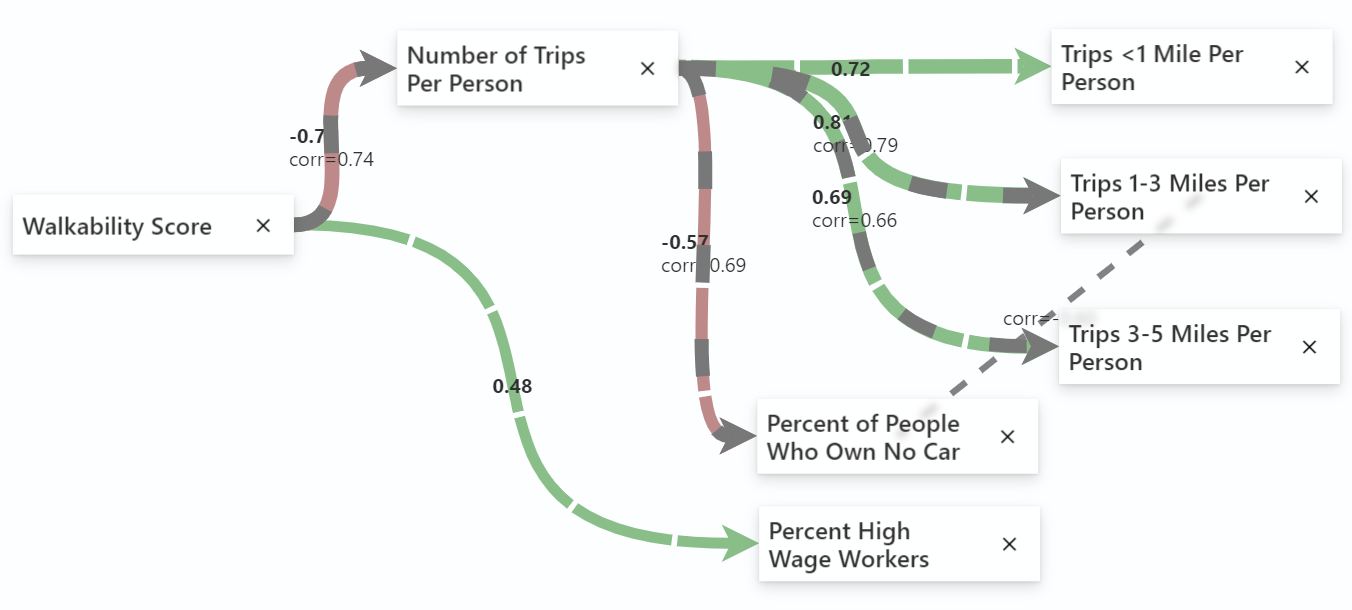 Number of Trips
Per Person
×
Trips <1 Mile Per
Person
×
0.72
0.81
corr=0.79
-0.7
corr=0.74
Trips 1-3 Miles Per
Person
×
Walkability Score
×
0.69
corr=0.66
-0.57
corr=0.69
corr=-
Trips 3-5 Miles Per
Person
×
0.48
Percent of People
Who Own No Car
×
Percent High
Wage Workers
×